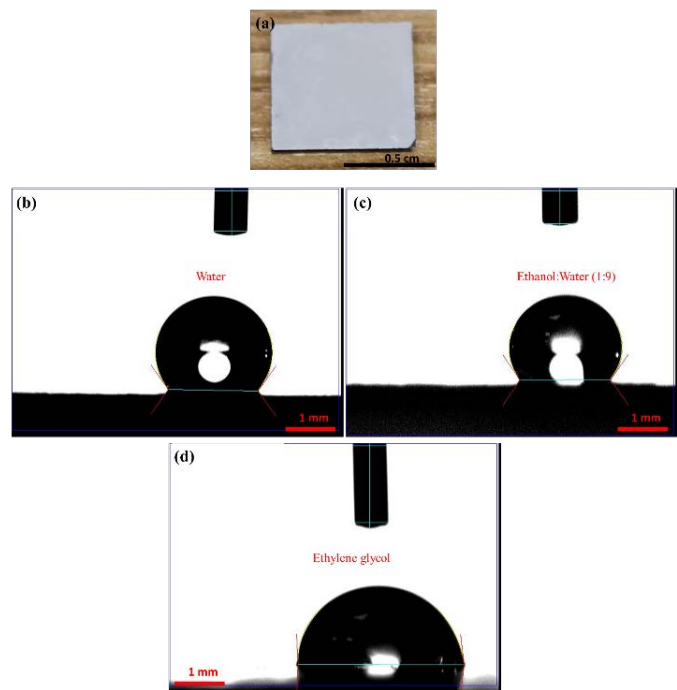 (a)
0.5 cm
(b)
Water
1 mm
(c)
Ethanol:Water (1:9)
1 mm
(d)
Ethylene glycol
1 mm